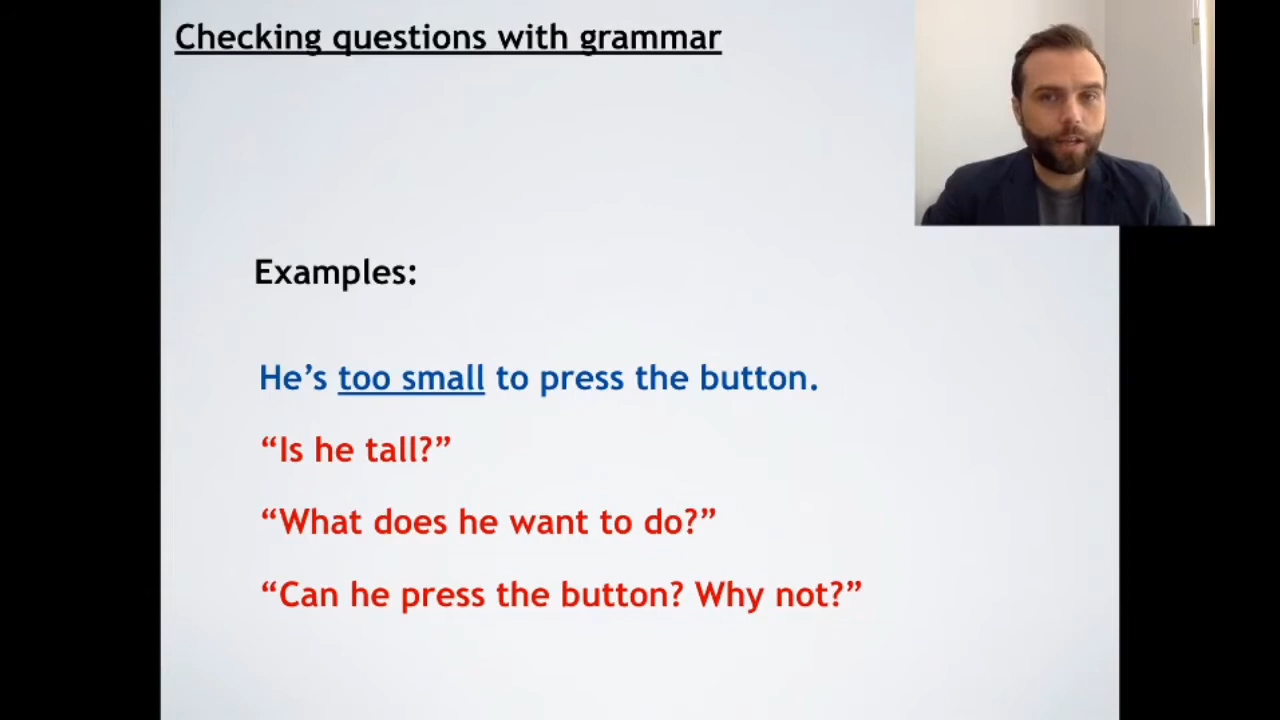 Checking questions with grammar
Examples:
He’s too small to press the button.
“Is he tall?”
“What does he want to do?”
“Can he press the button? Why not?”